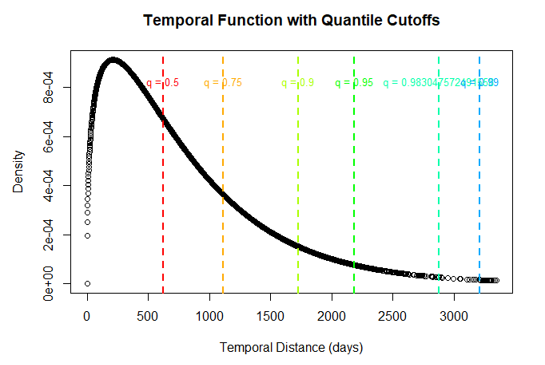 Temporal Function with Quantile Cutoffs
Density
8e-04
6e-04
4e-04
2e-04
0e+00
q = 0.5
q = 0.75
q = 0.9
q = 0.95
q =
q = 0.99
0
500
1000
1500
2000
2500
3000
Temporal Distance (days)